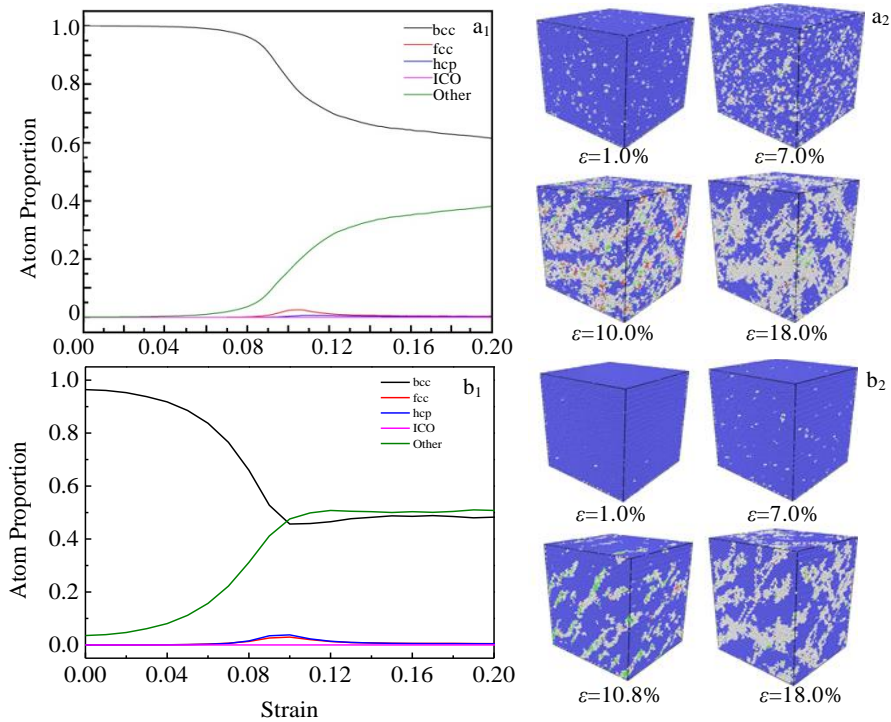 a1
bcc
fcc
hcp
ICO
Other
1.0
0.8
0.6
0.4
0.2
0
Atom Proportion
0.00 0.04 0.08 0.12 0.16 0.20
a2
ε=1.0% ε=7.0%
ε=10.0% ε=18.0%
b1
bcc
fcc
hcp
ICO
Other
1.0
0.8
0.6
0.4
0.2
0.0
Atom Proportion
0.00 0.04 0.08 0.12 0.16 0.20
Strain
b2
ε=1.0% ε=7.0%
ε=10.8% ε=18.0%